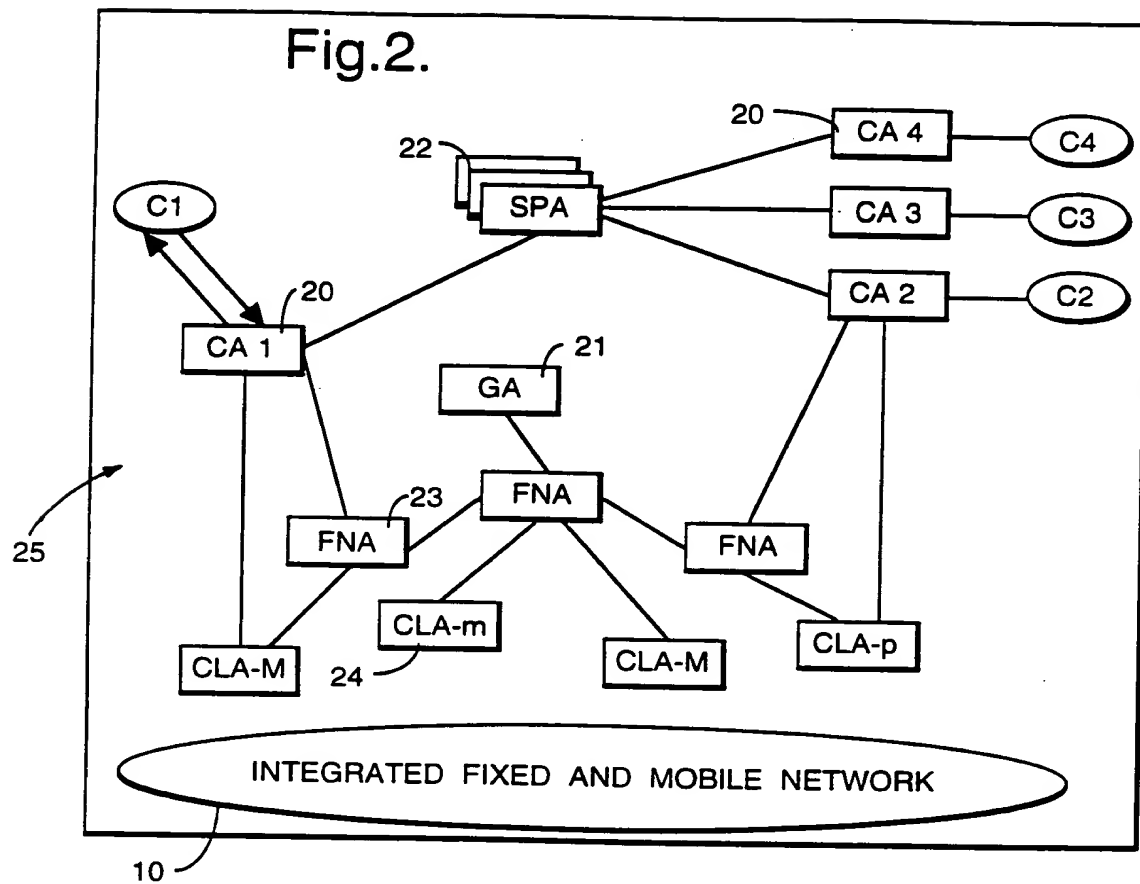 Fig.2.
20
CA 4
C4
22
SPA
CA 3
C3
C1
CA 2
C2
20
CA 1
21
GA
FNA
23
FNA
FNA
25
CLA-m
24
CLA-M
CLA-M
CLA-p
INTEGRATED FIXED AND MOBILE NETWORK
10